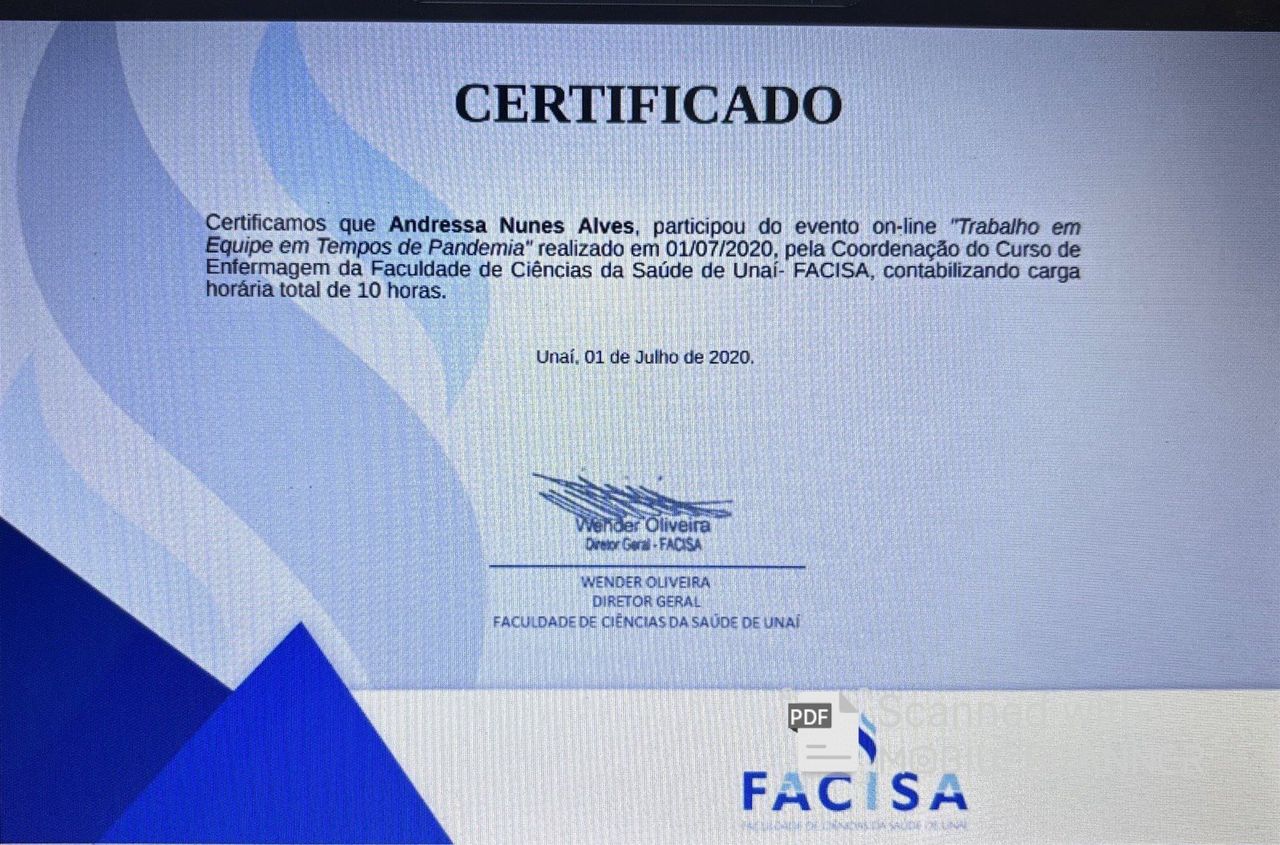 CERTIFICADO
Certificamos que Andressa Nunes Alves, participou do evento on-line "Trabalho em
Equipe em Tempos de Pandemia" realizado em 01/07/2020, pela Coordenação do Curso de
Enfermagem da Faculdade de Ciências da Saúde de Unaí- FACISA, contabilizando carga
horária total de 10 horas.
Unaí, 01 de Julho de 2020.
Wender Oliveira
Diretor Geral - FACISA
WENDER OLIVEIRA
DIRETOR GERAL
FACULDADE DE CIÊNCIAS DA SAÚDE DE UNAÍ
PDF
Scanned with
MOBILE SCANNER
FACISA
FACULDADE DE CIÊNCIAS DA SAÚDE DE UNAÍ